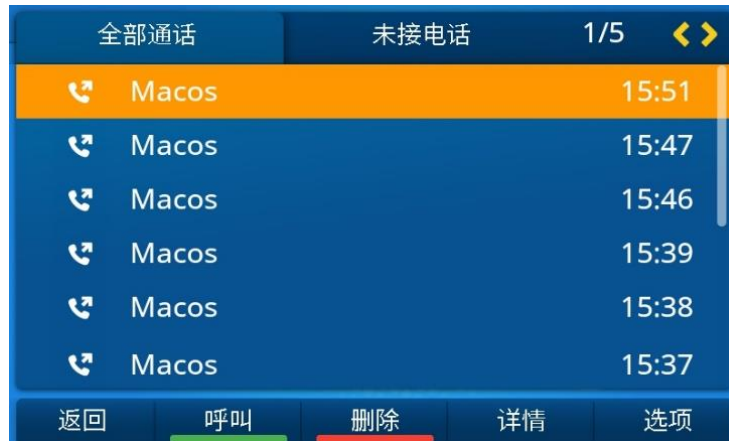 全部通话 未接电话 1/5
Macos 15:51
Macos 15:47
Macos 15:46
Macos 15:39
Macos 15:38
Macos 15:37
返回 呼叫 删除 详情 选项